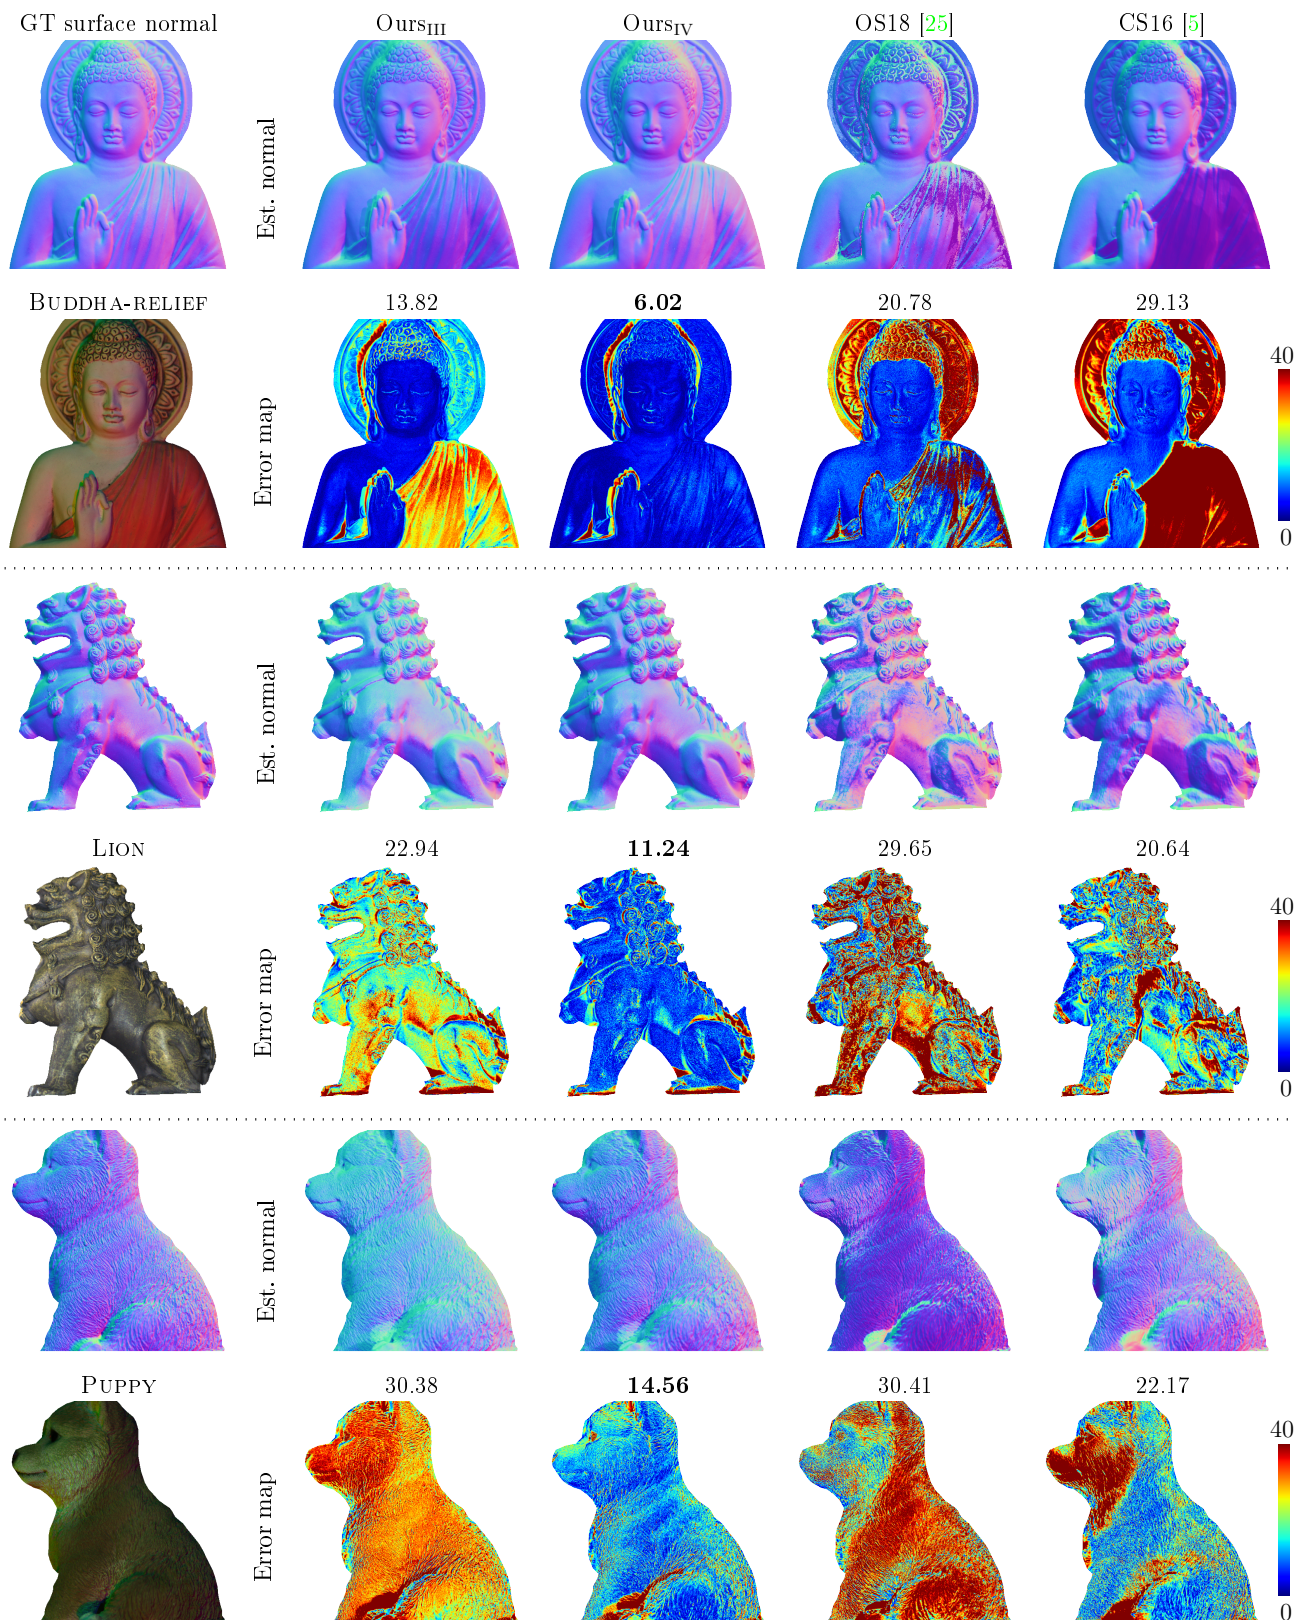 GT surface normal Ours_III Ours_IV OS18 [25] CS16 [5]
Est. normal
BUDDHA-RELIEF 13.82 6.02 20.78 29.13
Error map
40
0
Est. normal
LION 22.94 11.24 29.65 20.64
Error map
40
0
Est. normal
PUPPY 30.38 14.56 30.41 22.17
Error map
40
0